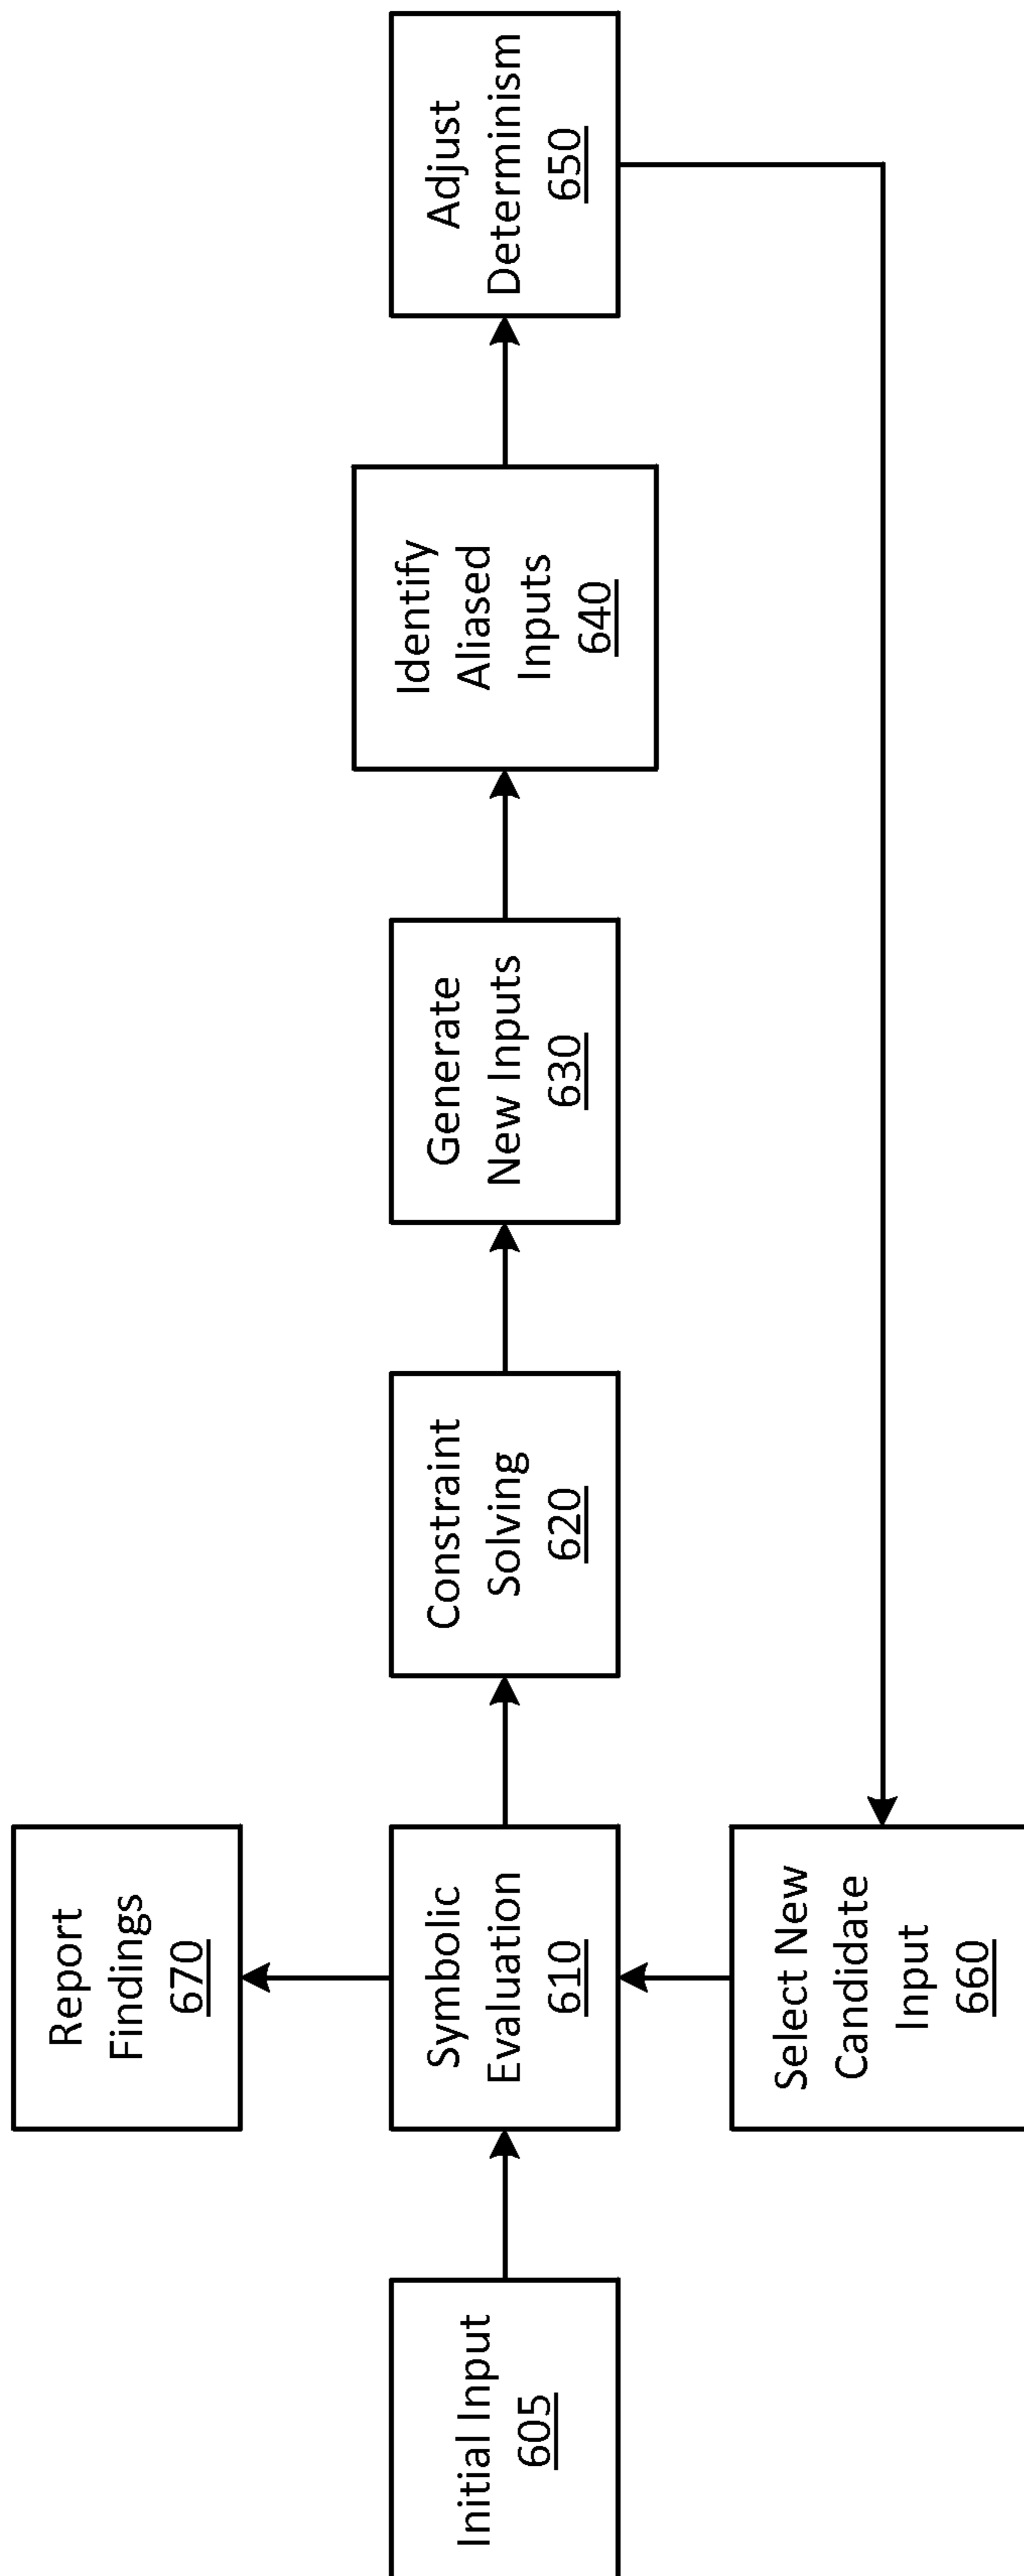 Report
Findings
670
Initial Input
605
Symbolic
Evaluation
610
Constraint
Solving
620
Generate
New Inputs
630
Identify
Aliased
Inputs
640
Adjust
Determinism
650
Select New
Candidate
Input
660